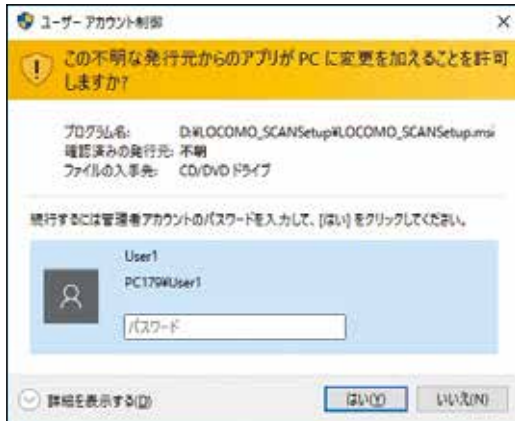 ユーザー アカウント制御
この不明な発行元からのアプリが PC に変更を加えることを許可
しますか?
プログラム名: D:¥LOCOMO_SCANSetup¥LOCOMO_SCANSetup.msi
確認済みの発行元: 不明
ファイルの入手先: CD/DVD ドライブ
続行するには管理者アカウントのパスワードを入力して、[はい] をクリックしてください。
User1
PC179¥User1
パスワード
詳細を表示する(D) はい(Y) いいえ(N)